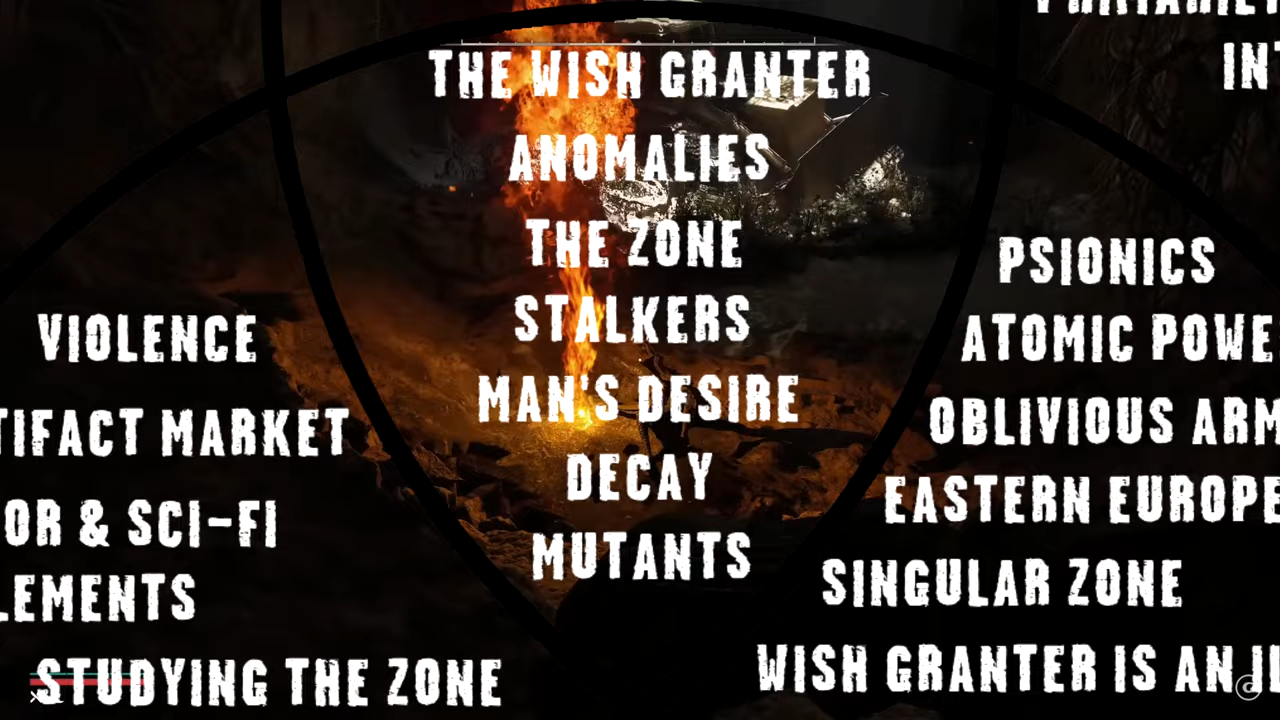 IN
THE WISH GRANTER
ANOMALIES
THE ZONE
STALKERS
MAN'S DESIRE
DECAY
MUTANTS
VIOLENCE
TIFACT MARKET
OR & SCI-FI
LEMENTS
STUDYING THE ZONE
PSIONICS
ATOMIC POWE
OBLIVIOUS ARM
EASTERN EUROPE
SINGULAR ZONE
WISH GRANTER IS AN